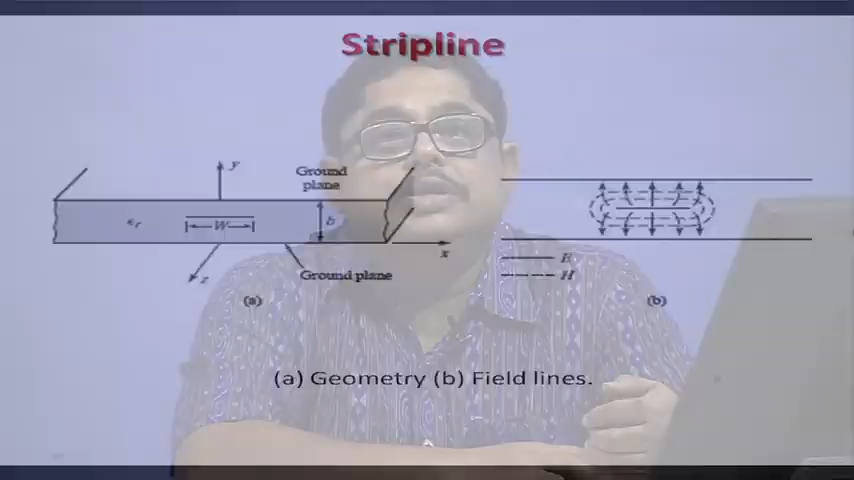 Stripline
y
Ground
plane
εr
W
b
x
z
Ground plane
E
H
(a)
(b)
(a) Geometry (b) Field lines.